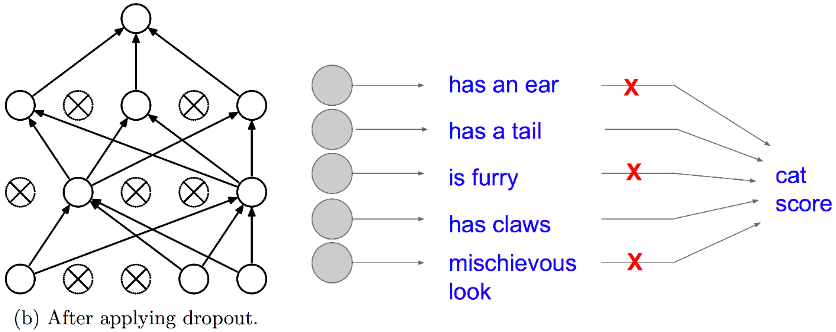 has an ear
X
has a tail
is furry
X
cat
score
has claws
mischievous
look
X
(b) After applying dropout.